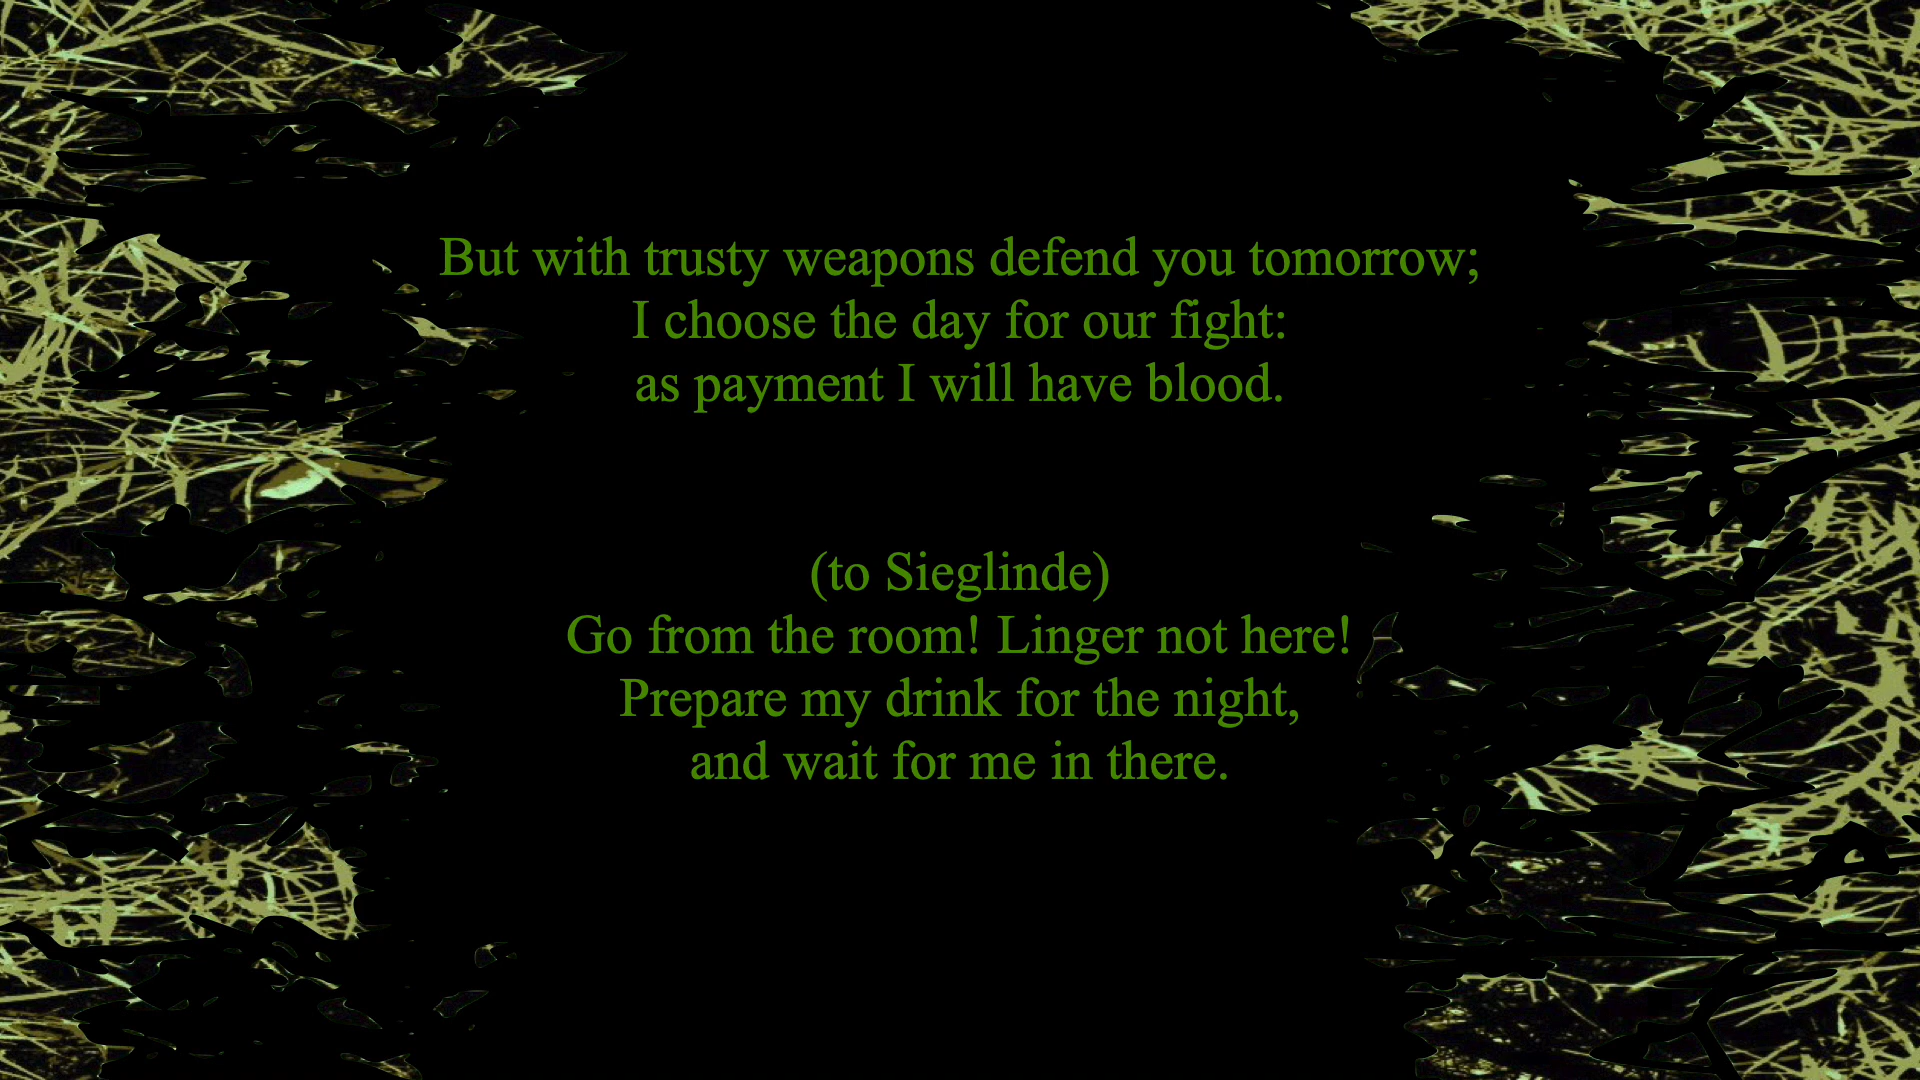 But with trusty weapons defend you tomorrow;
I choose the day for our fight:
as payment I will have blood.
(to Sieglinde)
Go from the room! Linger not here!
Prepare my drink for the night,
and wait for me in there.